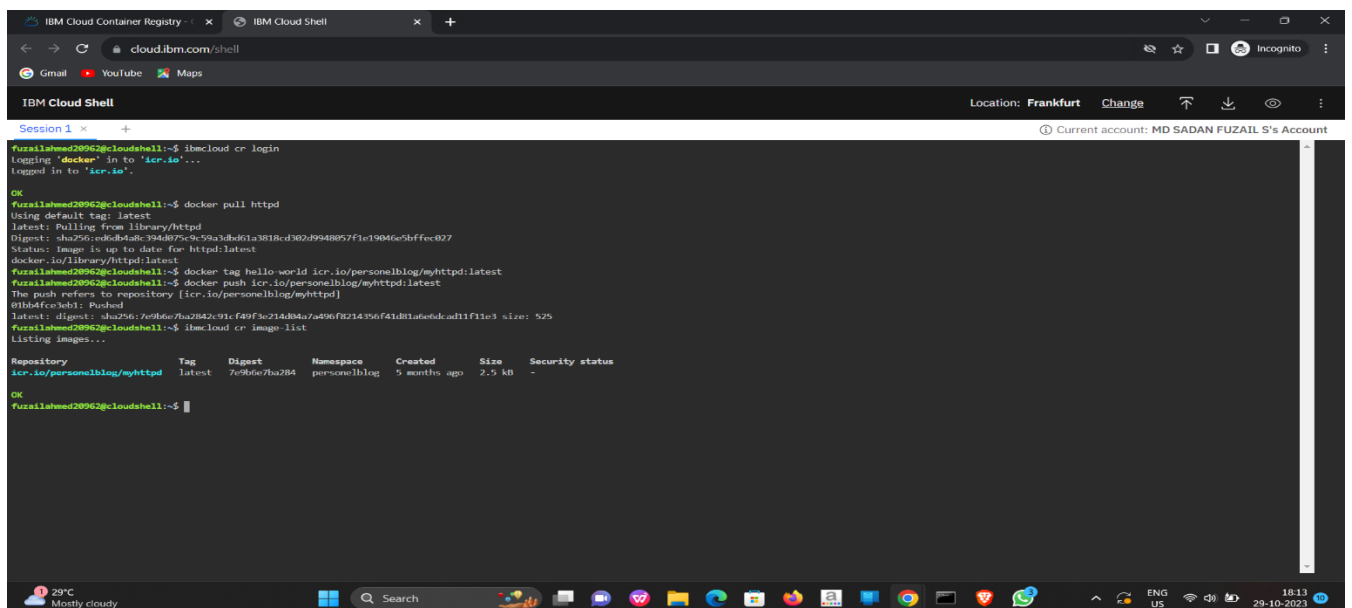 IBM Cloud Container Registry - C
IBM Cloud Shell
cloud.ibm.com/shell
Incognito
Gmail
YouTube
Maps
IBM Cloud Shell
Location: Frankfurt Change
Session 1
Current account: MD SADAN FUZAIL S's Account
fuzailahmed20962@cloudshell:~$ ibmcloud cr login
Logging 'docker' in to 'icr.io'...
Logged in to 'icr.io'.
OK
fuzailahmed20962@cloudshell:~$ docker pull httpd
Using default tag: latest
latest: Pulling from library/httpd
Digest: sha256:ed6db4a8c394d075c9c59a3dbd61a3818cd302d9948057f1e19046e5bffec027
Status: Image is up to date for httpd:latest
docker.io/library/httpd:latest
fuzailahmed20962@cloudshell:~$ docker tag hello-world icr.io/personelblog/myhttpd:latest
fuzailahmed20962@cloudshell:~$ docker push icr.io/personelblog/myhttpd:latest
The push refers to repository [icr.io/personelblog/myhttpd]
01bb4fce3eb1: Pushed
latest: digest: sha256:7e9b6e7ba2842c91cf49f3e214d04a7a496f8214356f41d81a6e6dcad11f11e3 size: 525
fuzailahmed20962@cloudshell:~$ ibmcloud cr image-list
Listing images...
Repository Tag Digest Namespace Created Size Security status
icr.io/personelblog/myhttpd latest 7e9b6e7ba284 personelblog 5 months ago 2.5 kB -
OK
fuzailahmed20962@cloudshell:~$
1
29°C
Mostly cloudy
Search
3
ENG
US
18:13
29-10-2023
10